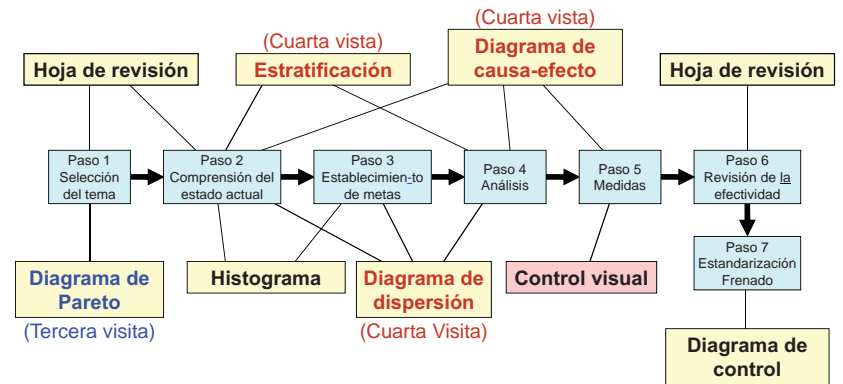 (Cuarta vista)
Diagrama de
causa-efecto
(Cuarta vista)
Estratificación
Hoja de revisión
Hoja de revisión
Paso 1
Selección
del tema
Paso 2
Comprensión del
estado actual
Paso 3
Establecimien-to
de metas
Paso 4
Análisis
Paso 5
Medidas
Paso 6
Revisión de la
efectividad
Paso 7
Estandarización
Frenado
Diagrama de
Pareto
(Tercera visita)
Histograma
Diagrama de
dispersión
(Cuarta Visita)
Control visual
Diagrama de
control